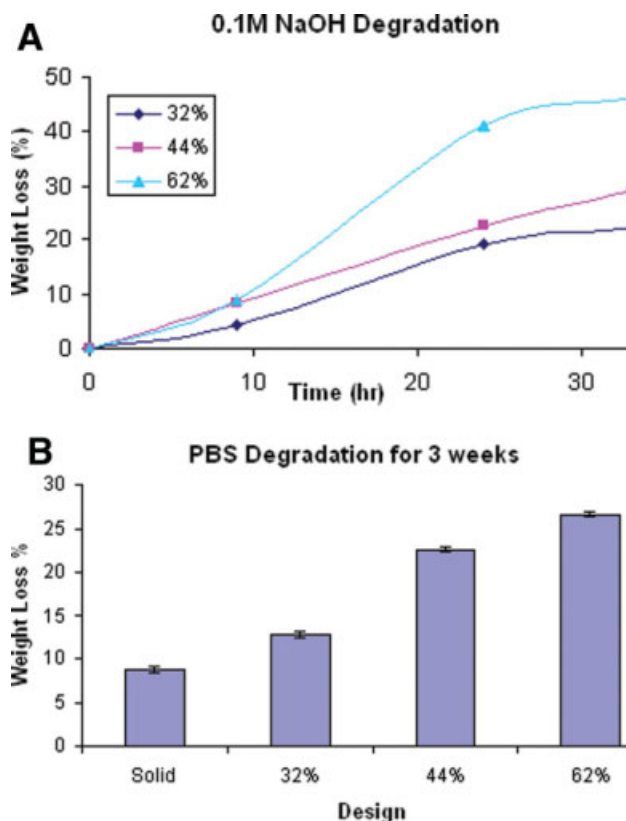 A
0.1M NaOH Degradation
50
40
30
20
10
0
Weight Loss (%)
32%
44%
62%
0 10 20 30
Time (hr)
B
PBS Degradation for 3 weeks
30
25
20
15
10
5
0
Weight Loss %
Solid 32% 44% 62%
Design